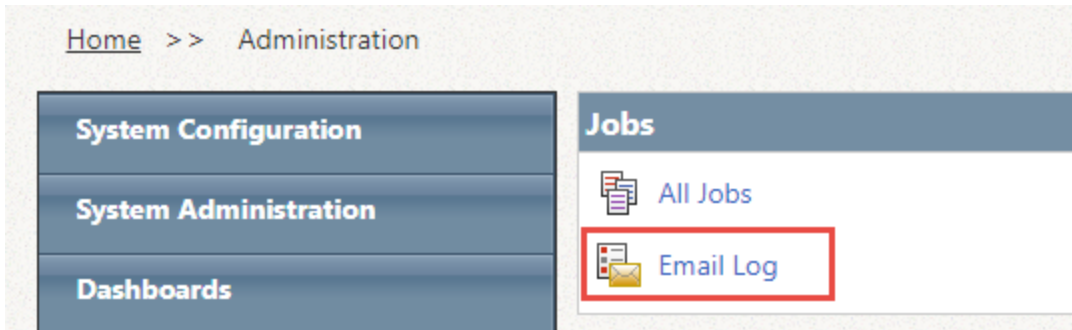 Home >> Administration
System Configuration
System Administration
Dashboards
Jobs
All Jobs
Email Log